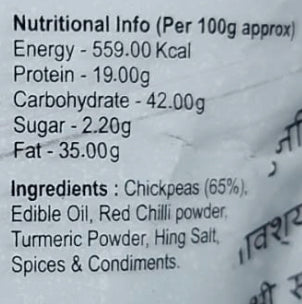 Nutritional Info (Per 100g approx)
Energy - 559.00 Kcal
Protein - 19.00g
Carbohydrate - 42.00g
Sugar - 2.20g
Fat - 35.00g
Ingredients : Chickpeas (65%),
Edible Oil, Red Chilli powder,
Turmeric Powder, Hing Salt,
Spices & Condiments.